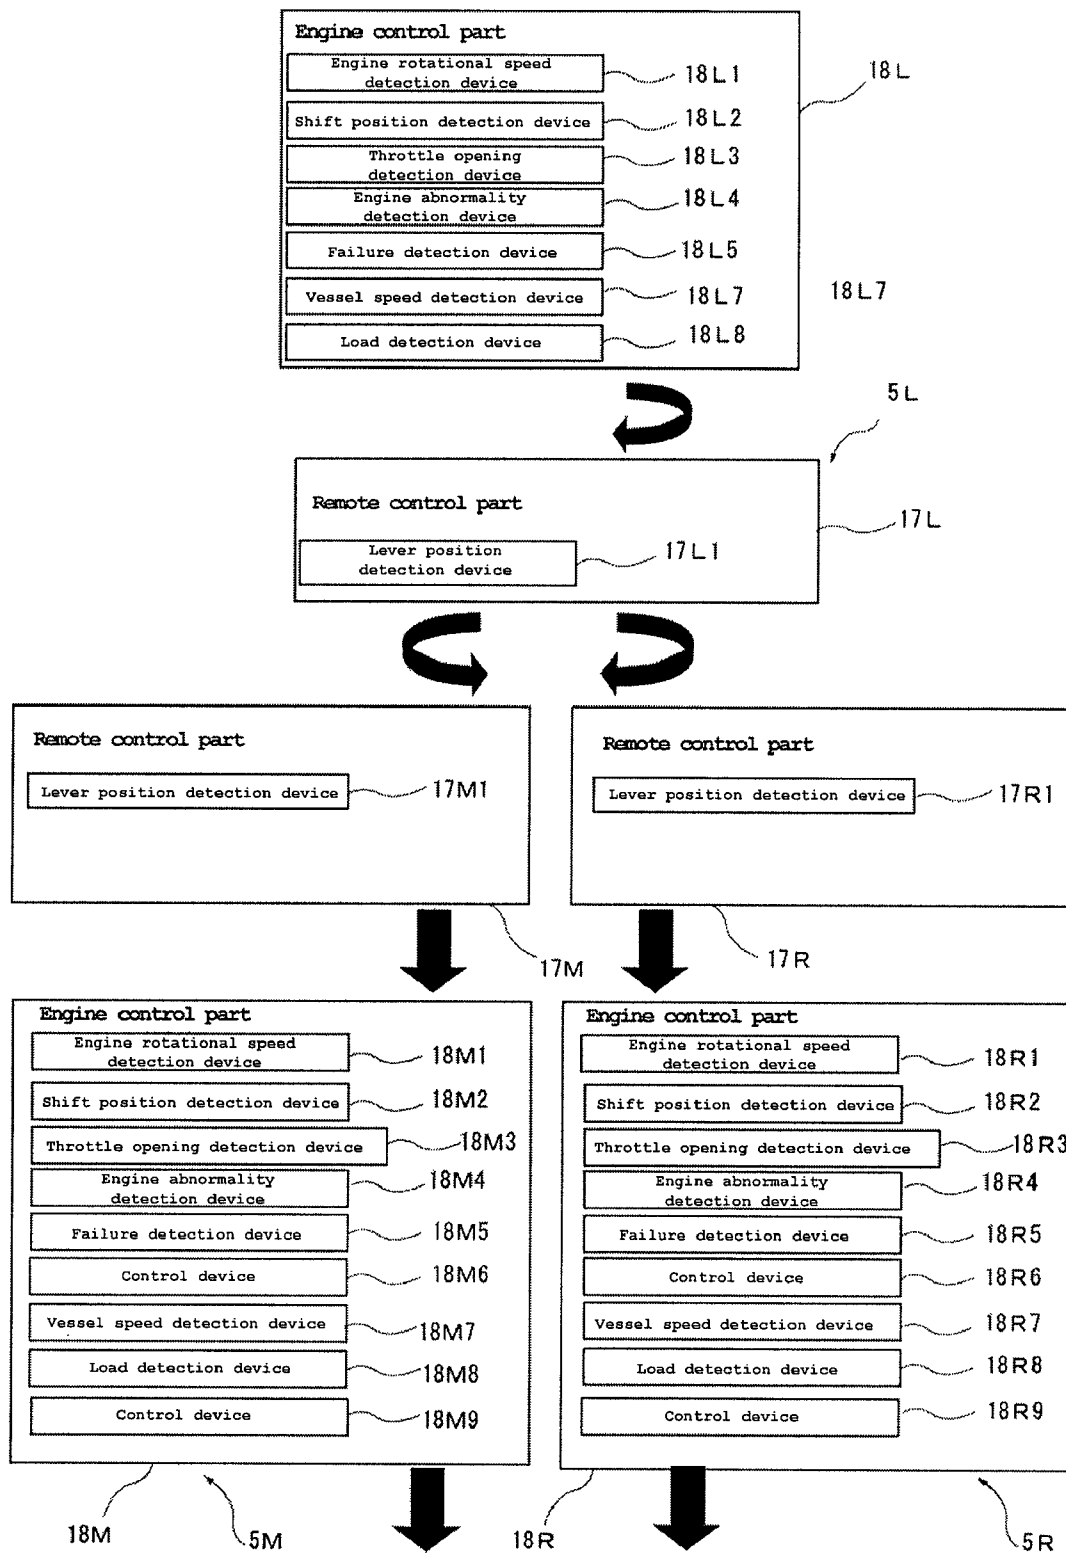 Engine control part
Engine rotational speed
detection device
18L1
18L
Shift position detection device
18L2
Throttle opening
detection device
18L3
Engine abnormality
detection device
18L4
Failure detection device
18L5
Vessel speed detection device
18L7
18L7
Load detection device
18L8
5L
Remote control part
17L
Lever position
detection device
17L1
Remote control part
Lever position detection device
17M1
17M
Remote control part
Lever position detection device
17R1
17R
Engine control part
Engine rotational speed
detection device
18M1
Shift position detection device
18M2
Throttle opening detection device
18M3
Engine abnormality
detection device
18M4
Failure detection device
18M5
Control device
18M6
Vessel speed detection device
18M7
Load detection device
18M8
Control device
18M9
18M
5M
Engine control part
Engine rotational speed
detection device
18R1
Shift position detection device
18R2
Throttle opening detection device
18R3
Engine abnormality
detection device
18R4
Failure detection device
18R5
Control device
18R6
Vessel speed detection device
18R7
Load detection device
18R8
Control device
18R9
18R
5R